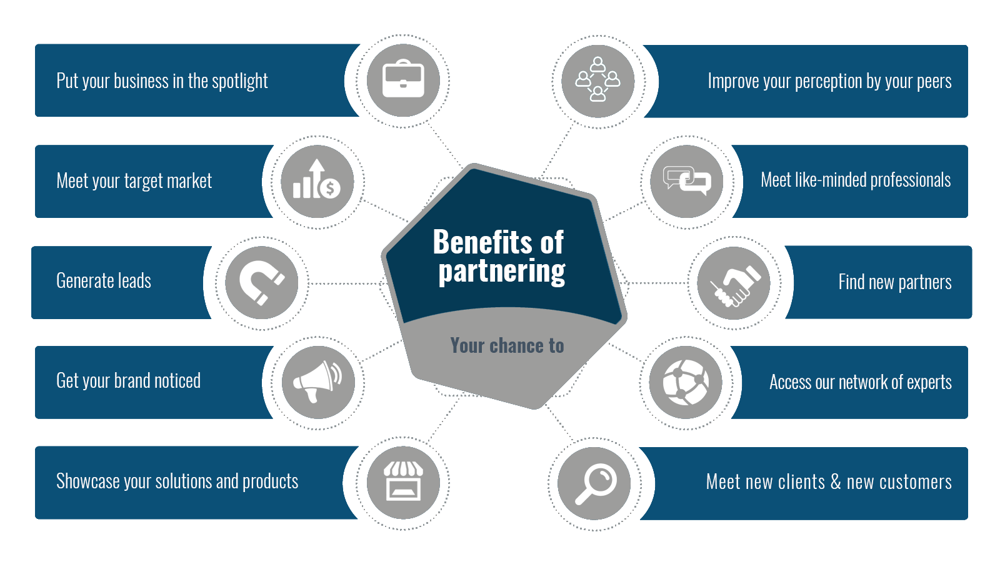 Benefits of
partnering
Your chance to
Put your business in the spotlight
Meet your target market
Generate leads
Get your brand noticed
Showcase your solutions and products
Improve your perception by your peers
Meet like-minded professionals
Find new partners
Access our network of experts
Meet new clients & new customers
$